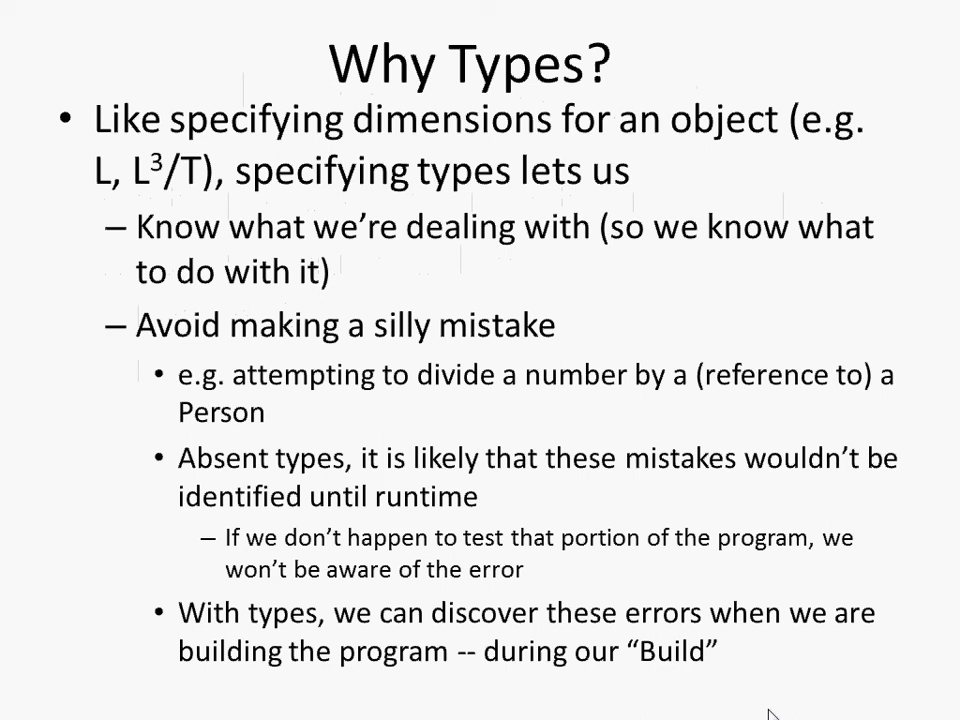 Why Types?
• Like specifying dimensions for an object (e.g.
L, L³/T), specifying types lets us
– Know what we’re dealing with (so we know what
to do with it)
– Avoid making a silly mistake
• e.g. attempting to divide a number by a (reference to) a
Person
• Absent types, it is likely that these mistakes wouldn’t be
identified until runtime
– If we don’t happen to test that portion of the program, we
won’t be aware of the error
• With types, we can discover these errors when we are
building the program -- during our “Build”